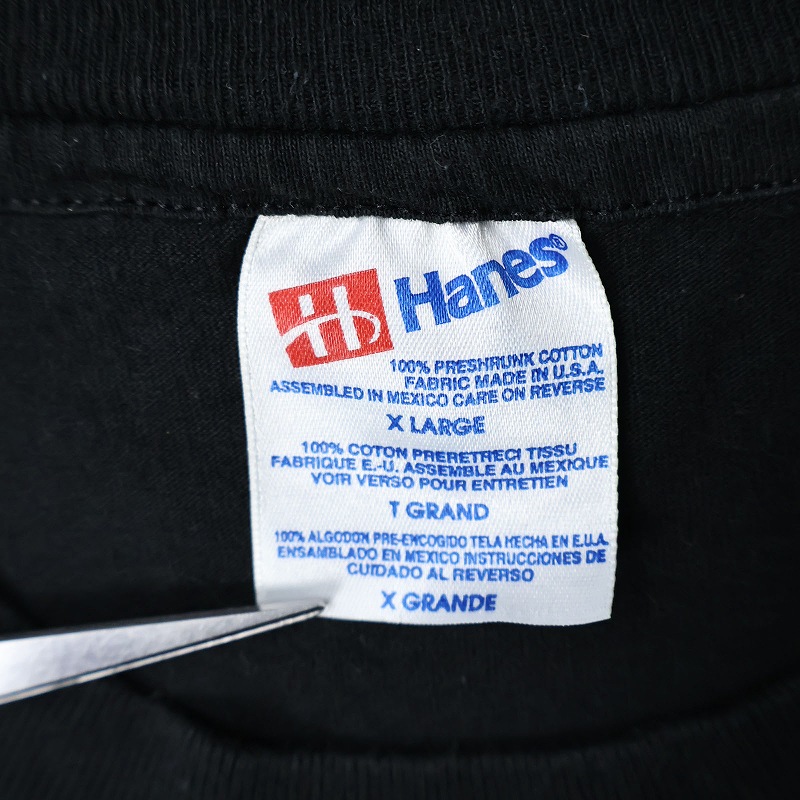 H Hanes®
100% PRESHRUNK COTTON
FABRIC MADE IN U.S.A.
ASSEMBLED IN MEXICO CARE ON REVERSE
X LARGE
100% COTON PRERETRECI TISSU
FABRIQUE E.-U. ASSEMBLE AU MEXIQUE
VOIR VERSO POUR ENTRETIEN
T GRAND
100% ALGODON PRE-ENCOGIDO TELA HECHA EN E.U.A.
ENSAMBLADO EN MEXICO INSTRUCCIONES DE
CUIDADO AL REVERSO
X GRANDE